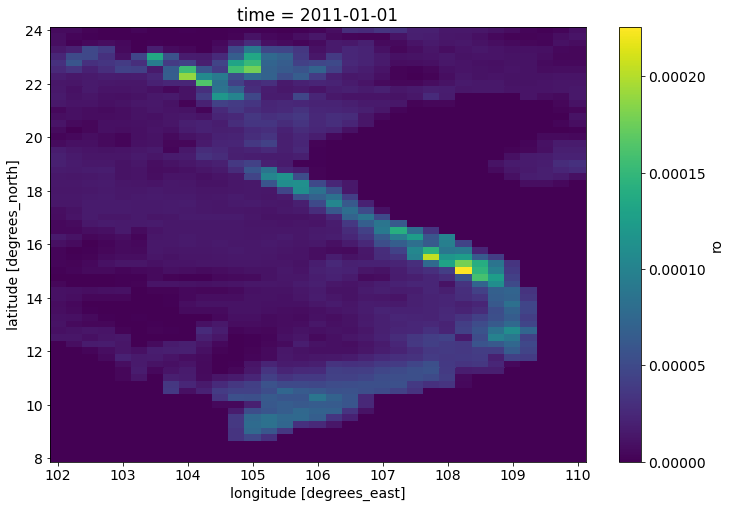 time = 2011-01-01
24
22
20
18
16
14
12
10
8
latitude [degrees_north]
102 103 104 105 106 107 108 109 110
longitude [degrees_east]
0.00020
0.00015
0.00010
0.00005
0.00000
ro